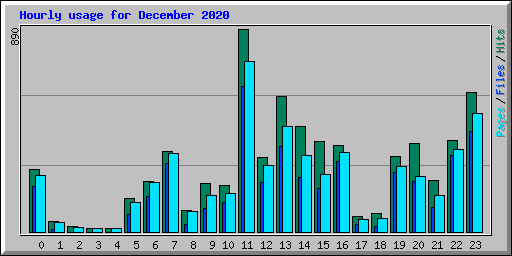 Hourly usage for December 2020
890
Pages/Files/Hits
0 1 2 3 4 5 6 7 8 9 10 11 12 13 14 15 16 17 18 19 20 21 22 23